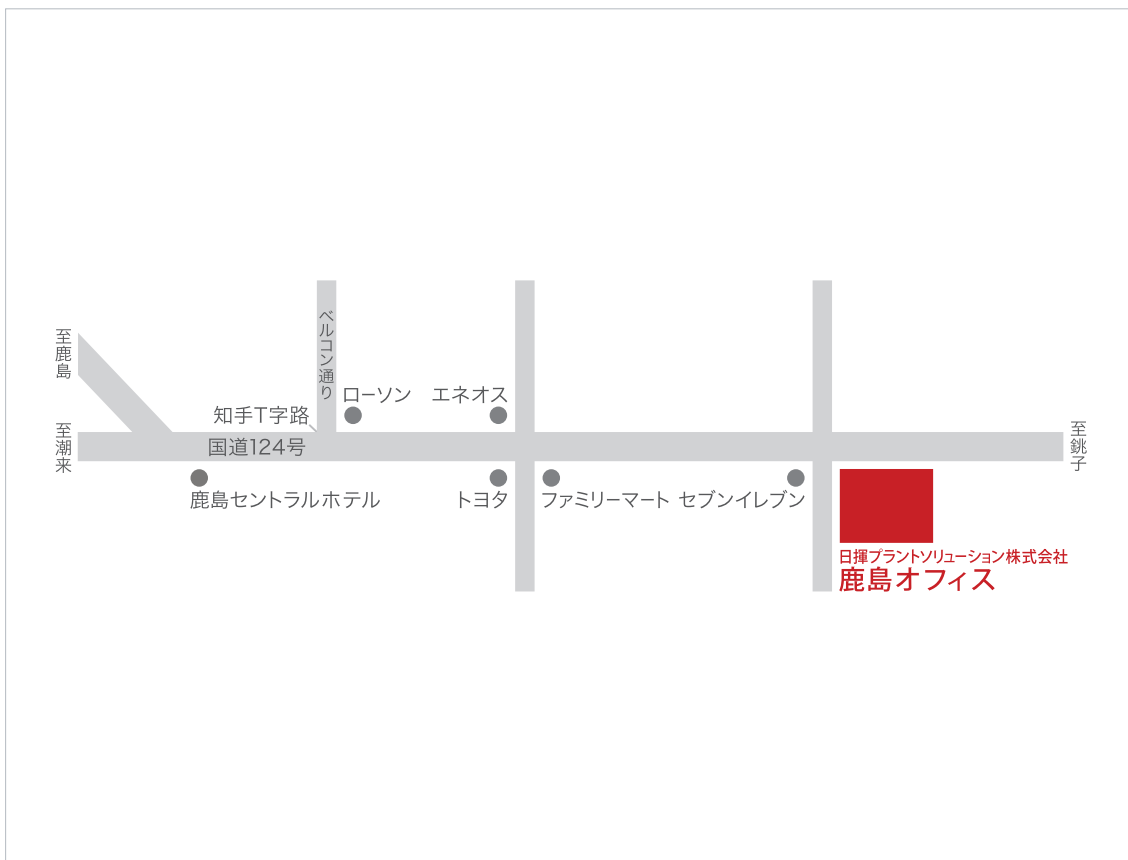 至鹿島
ベルコン通り
ローソン
エネオス
知手T字路
至潮来
国道124号
至銚子
鹿島セントラルホテル
トヨタ
ファミリーマート
セブンイレブン
日揮プラントソリューション株式会社
鹿島オフィス